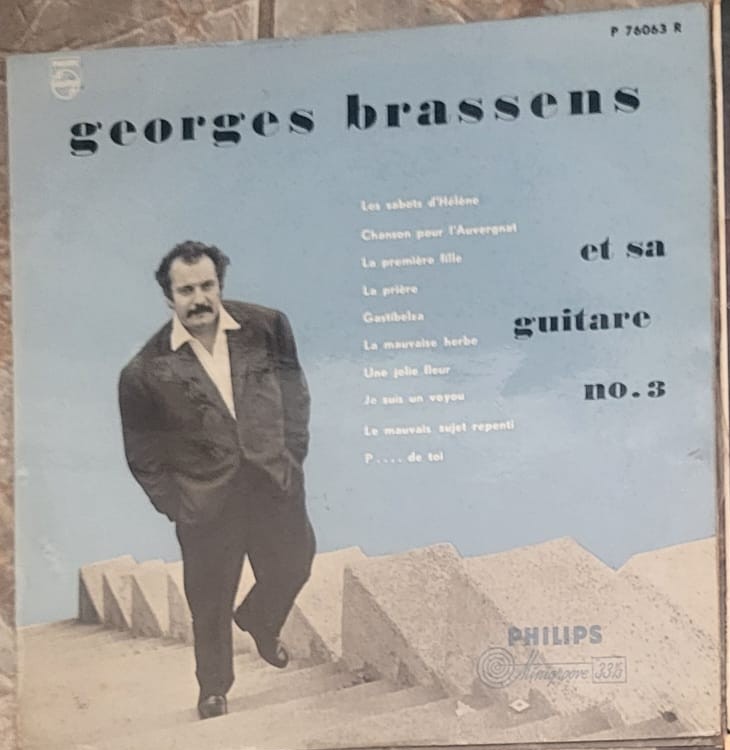 P 76063 R
PHILIPS
georges brassens
Les sabots d'Hélène
Chanson pour l'Auvergnat
La première fille
La prière
Gastibelza
La mauvaise herbe
Une jolie fleur
Je suis un voyou
Le mauvais sujet repenti
P.... de toi
et sa
guitare
no. 3
PHILIPS
Minigroove 33⅓